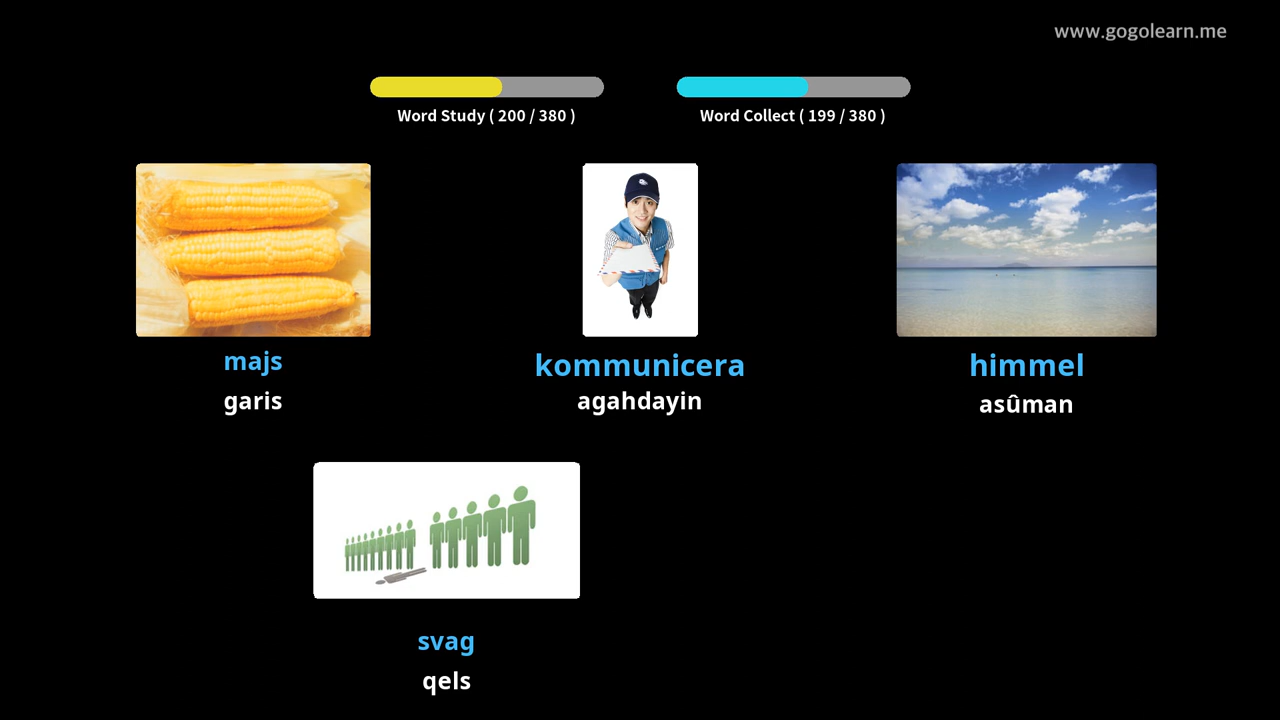 www.gogolearn.me
Word Study ( 200 / 380 )
Word Collect ( 199 / 380 )
majs
garis
kommunicera
agahdayin
himmel
asûman
svag
qels